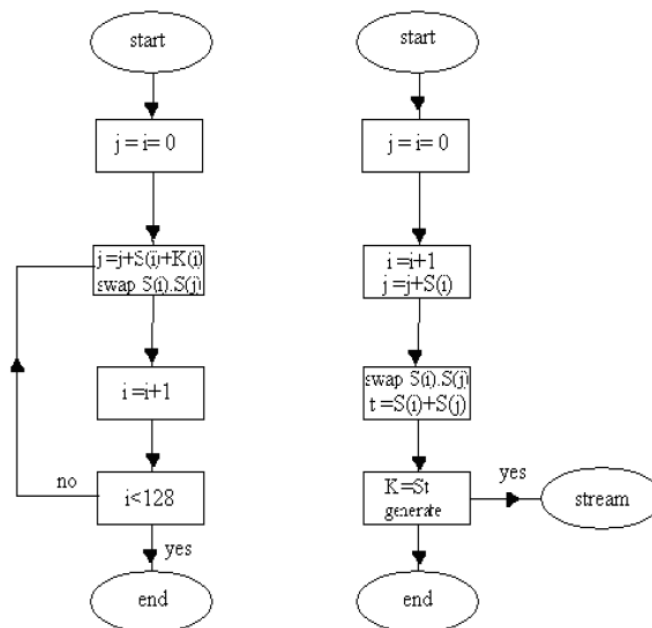 start
j = i= 0
j=j+S(i)+K(i)
swap S(i).S(j)
i=i+1
no
i<128
yes
end
start
j = i= 0
i=i+1
j=j+S(i)
swap S(i).S(j)
t =S(i)+S(j)
K=St
generate
yes
stream
end